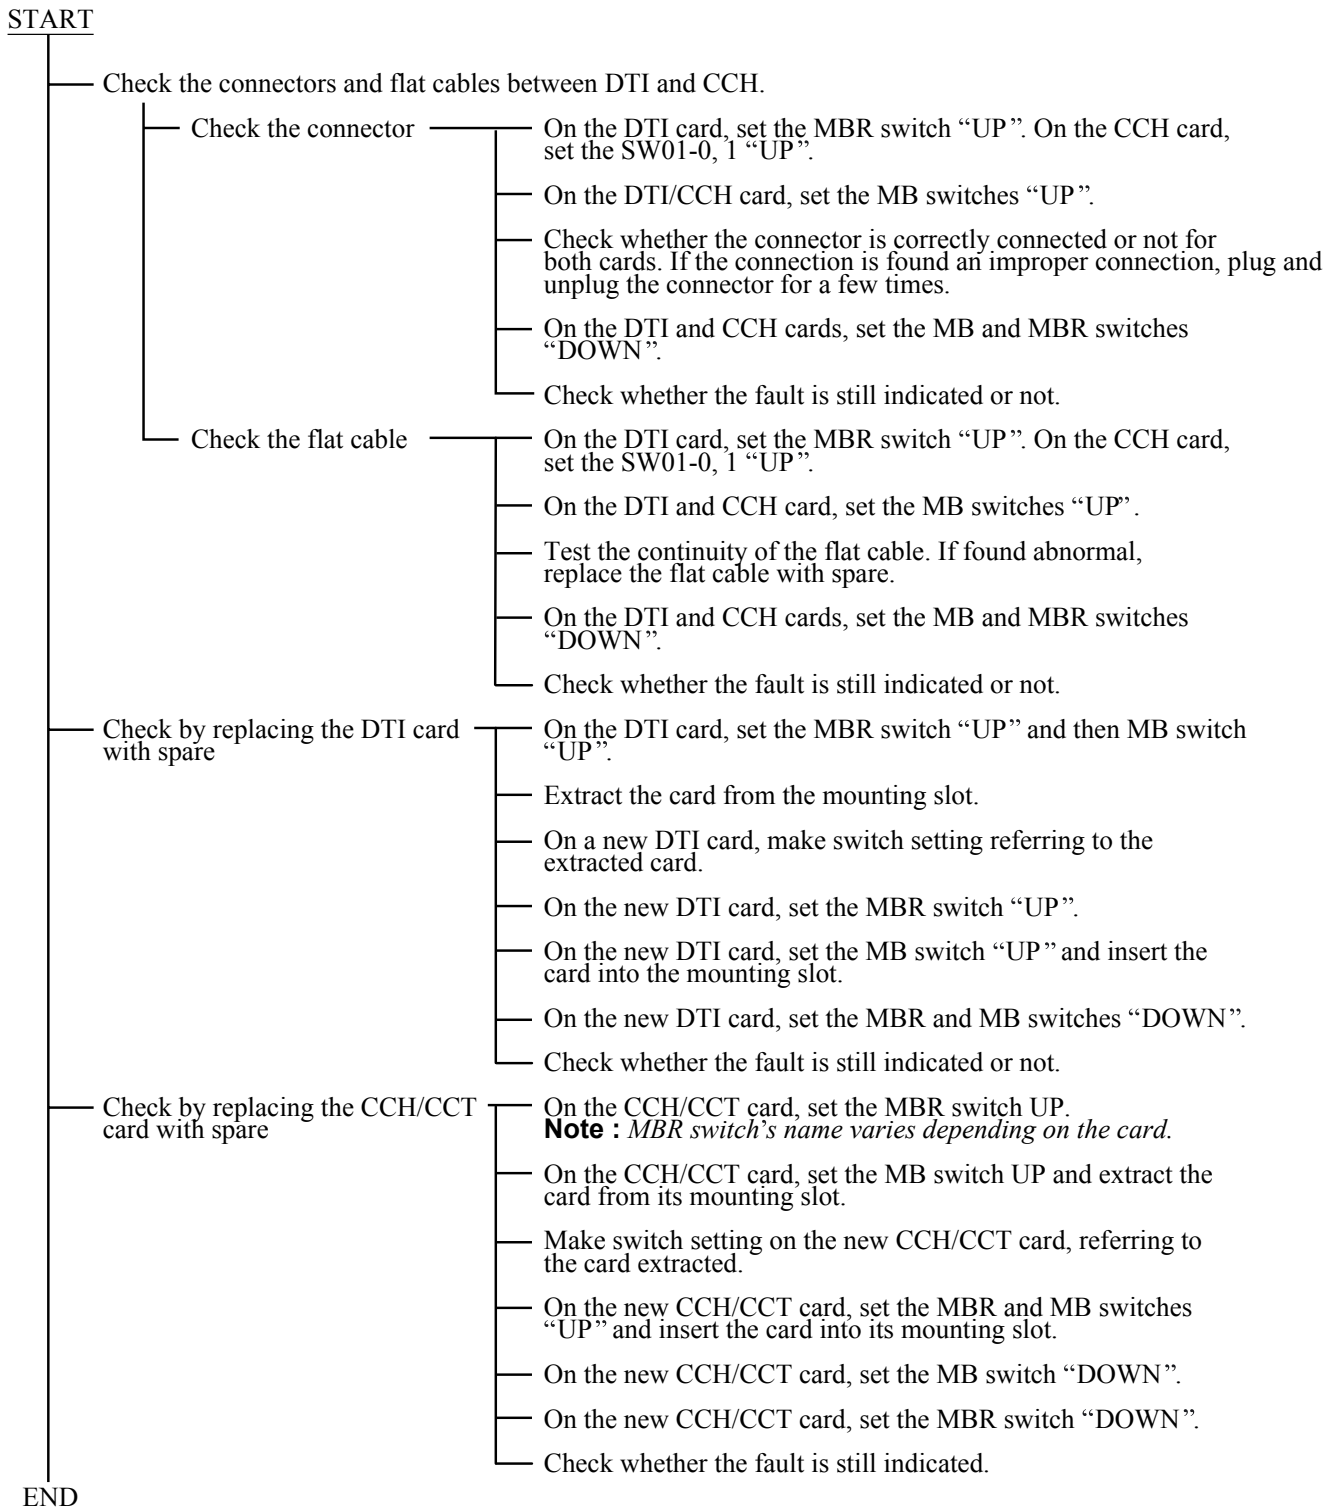 START
Check the connectors and flat cables between DTI and CCH.
Check the connector
On the DTI card, set the MBR switch “UP”. On the CCH card,
set the SW01-0, 1 “UP”.
On the DTI/CCH card, set the MB switches “UP”.
Check whether the connector is correctly connected or not for
both cards. If the connection is found an improper connection, plug and
unplug the connector for a few times.
On the DTI and CCH cards, set the MB and MBR switches
“DOWN”.
Check whether the fault is still indicated or not.
Check the flat cable
On the DTI card, set the MBR switch “UP”. On the CCH card,
set the SW01-0, 1 “UP”.
On the DTI and CCH card, set the MB switches “UP”.
Test the continuity of the flat cable. If found abnormal,
replace the flat cable with spare.
On the DTI and CCH cards, set the MB and MBR switches
“DOWN”.
Check whether the fault is still indicated or not.
Check by replacing the DTI card
with spare
On the DTI card, set the MBR switch “UP” and then MB switch
“UP”.
Extract the card from the mounting slot.
On a new DTI card, make switch setting referring to the
extracted card.
On the new DTI card, set the MBR switch “UP”.
On the new DTI card, set the MB switch “UP” and insert the
card into the mounting slot.
On the new DTI card, set the MBR and MB switches “DOWN”.
Check whether the fault is still indicated or not.
Check by replacing the CCH/CCT
card with spare
On the CCH/CCT card, set the MBR switch UP.
Note : MBR switch’s name varies depending on the card.
On the CCH/CCT card, set the MB switch UP and extract the
card from its mounting slot.
Make switch setting on the new CCH/CCT card, referring to
the card extracted.
On the new CCH/CCT card, set the MBR and MB switches
“UP” and insert the card into its mounting slot.
On the new CCH/CCT card, set the MB switch “DOWN”.
On the new CCH/CCT card, set the MBR switch “DOWN”.
Check whether the fault is still indicated.
END